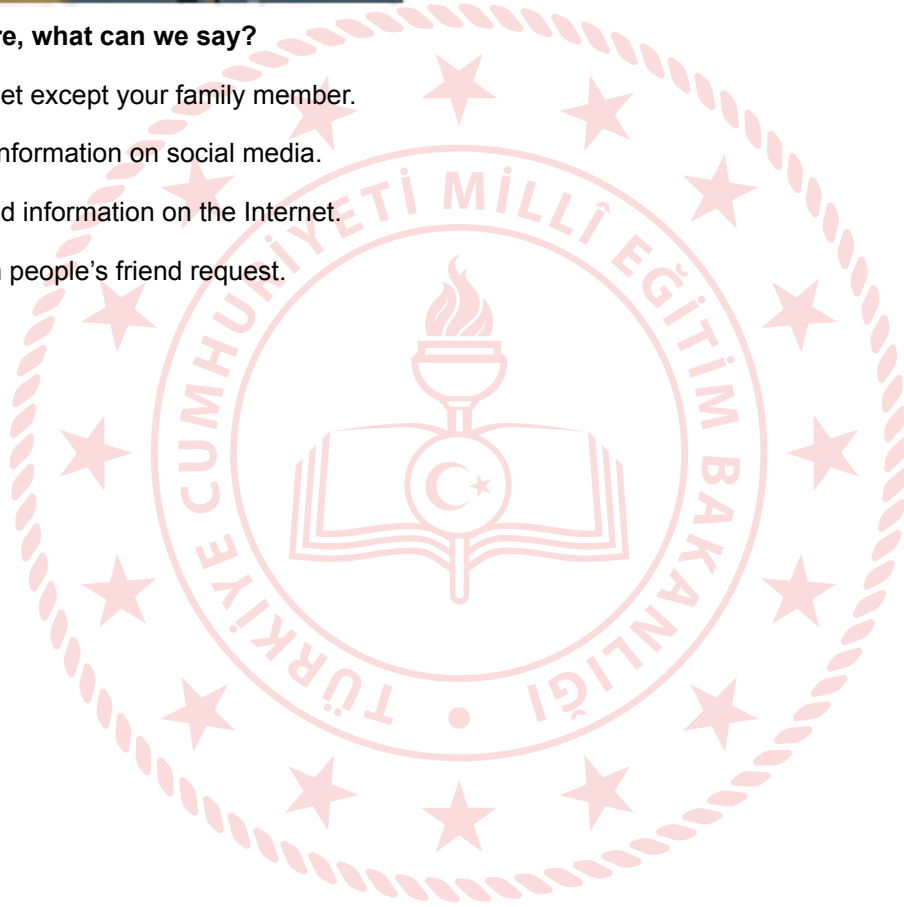 re, what can we say?
et except your family member.
nformation on social media.
d information on the Internet.
people's friend request.
TÜRKİYE CUMHURİYETİ MİLLÎ EĞİTİM BAKANLIĞI